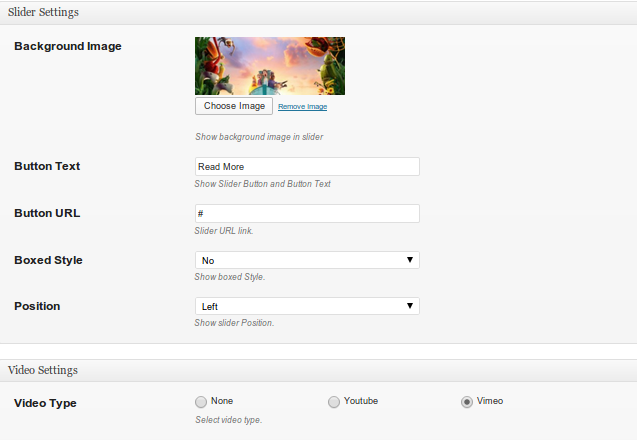 Slider Settings
Background Image
Choose Image Remove Image
Show background image in slider
Button Text Read More
Show Slider Button and Button Text
Button URL #
Slider URL link.
Boxed Style No
Show boxed Style.
Position Left
Show slider Position.
Video Settings
Video Type None Youtube Vimeo
Select video type.